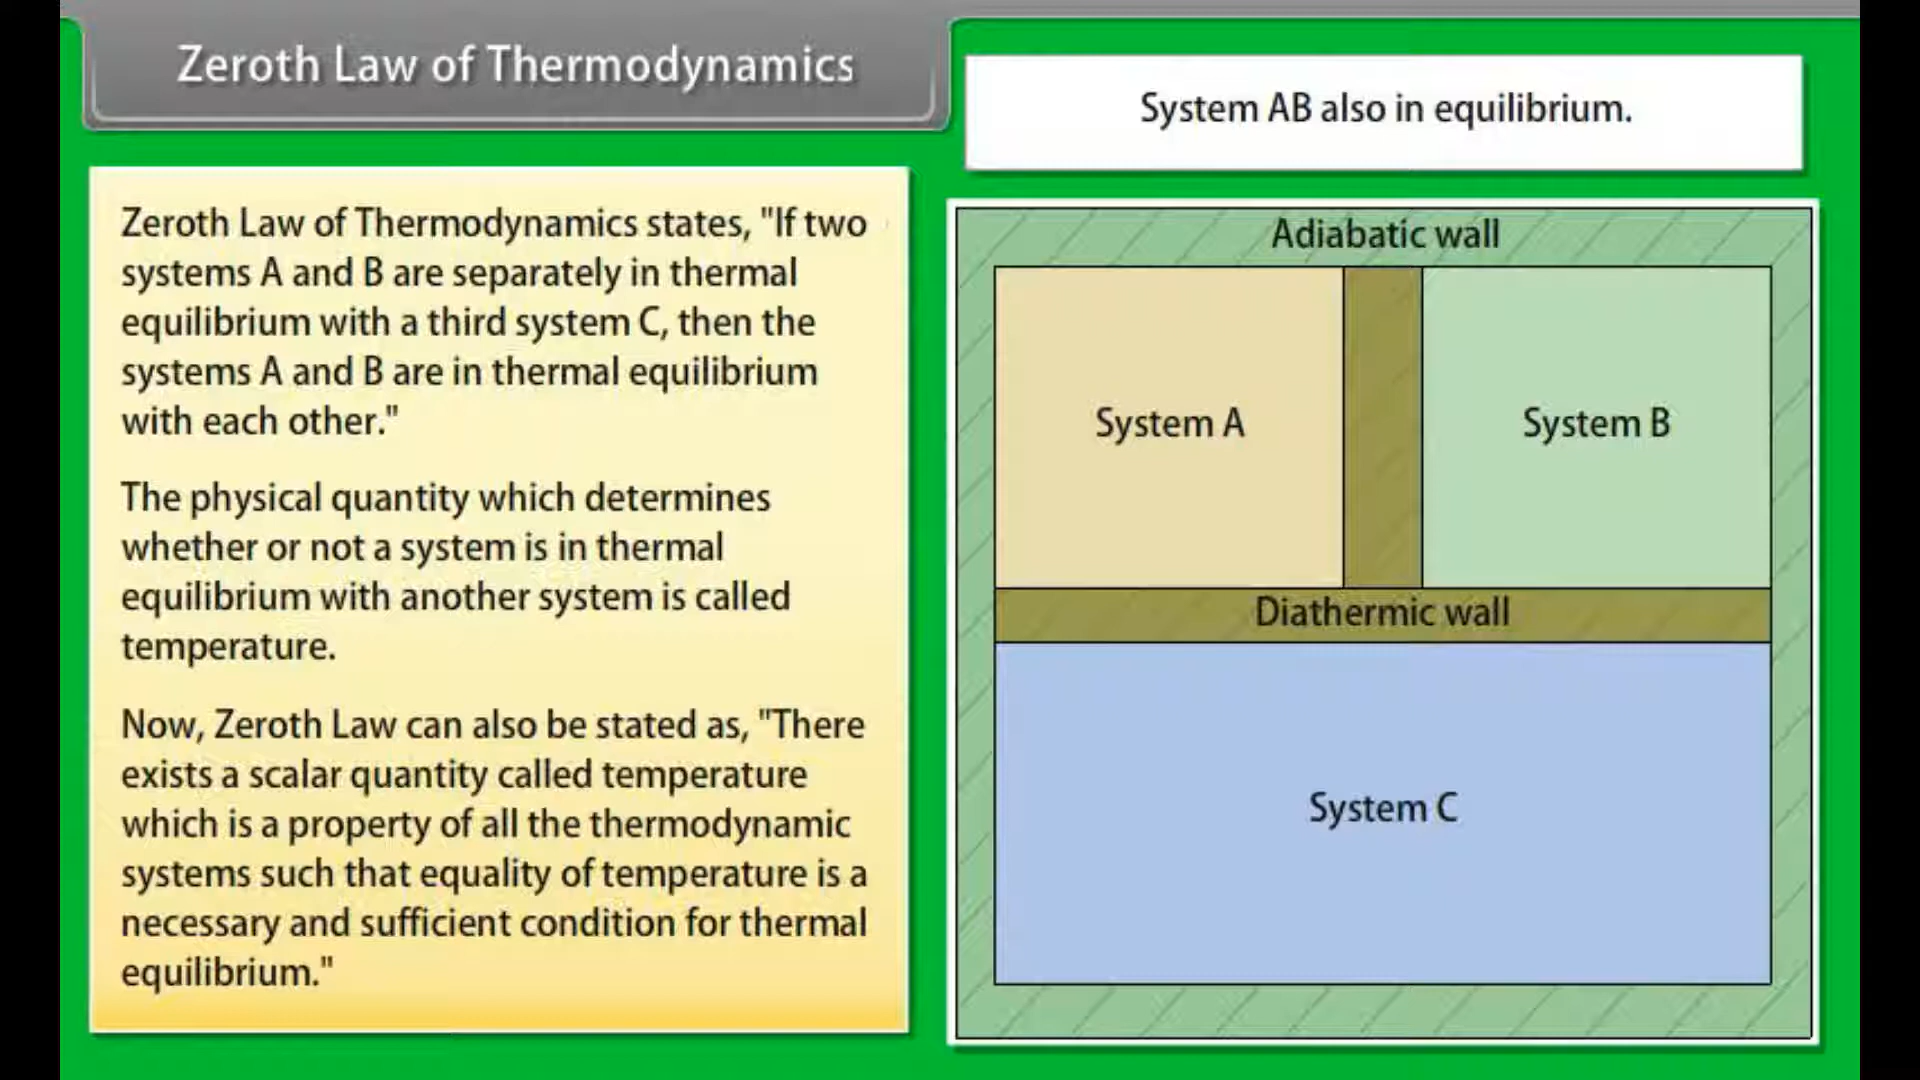 Zeroth Law of Thermodynamics
System AB also in equilibrium.
Zeroth Law of Thermodynamics states, "If two
systems A and B are separately in thermal
equilibrium with a third system C, then the
systems A and B are in thermal equilibrium
with each other."
The physical quantity which determines
whether or not a system is in thermal
equilibrium with another system is called
temperature.
Now, Zeroth Law can also be stated as, "There
exists a scalar quantity called temperature
which is a property of all the thermodynamic
systems such that equality of temperature is a
necessary and sufficient condition for thermal
equilibrium."
Adiabatic wall
System A
System B
Diathermic wall
System C